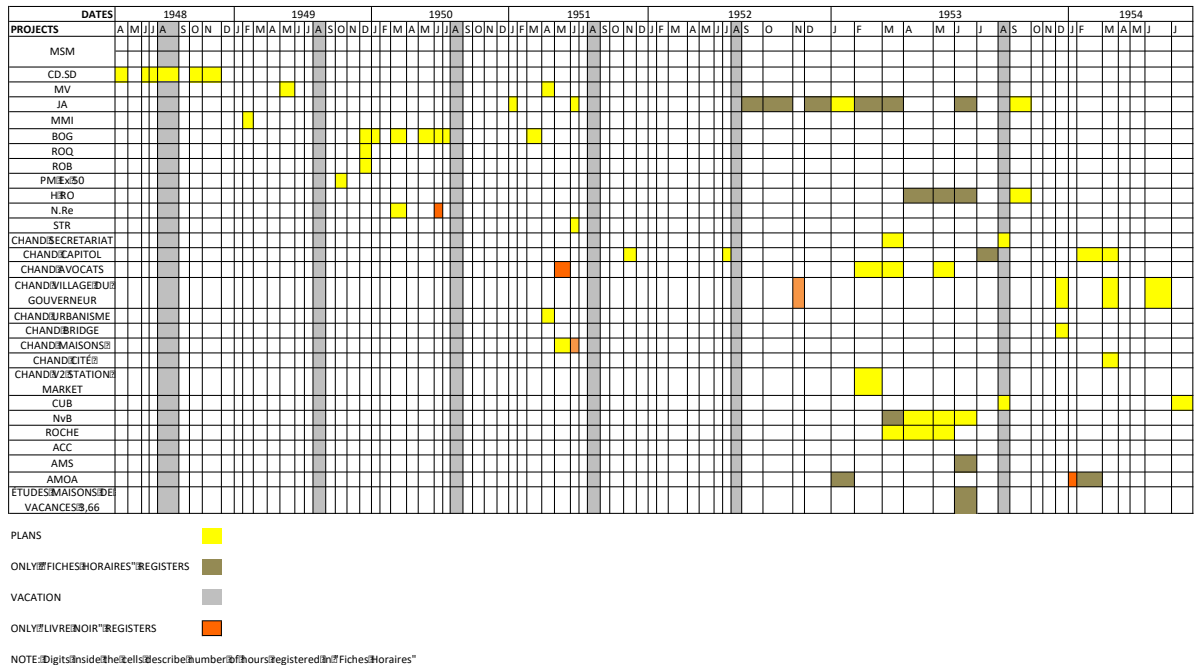 DATES 1948 1949 1950 1951 1952 1953 1954
PROJECTS A M J J A S O N D J F M A M J J A S O N D J F M A M J J A S O N D J F M A M J J A S O N D J F M A M J J A S O N D J F M A M J J A S O N D J F M A M J J
MSM
CD.SD
MV
JA
MMI
BOG
ROQ
ROB
PM Ex 50
H RO
N.Re
STR
CHAND SECRETARIAT
CHAND CAPITOL
CHAND AVOCATS
CHAND VILLAGE DU
GOUVERNEUR
CHAND URBANISME
CHAND BRIDGE
CHAND MAISONS
CHAND CITÉ
CHAND V2 STATION
MARKET
CUB
NvB
ROCHE
ACC
AMS
AMOA
ÉTUDES MAISONS DE
VACANCES 3,66
PLANS
ONLY "FICHES HORAIRES" REGISTERS
VACATION
ONLY "LIVRE NOIR" REGISTERS
NOTE: Digits inside the cells describe number of hours registered in "Fiches Horaires"